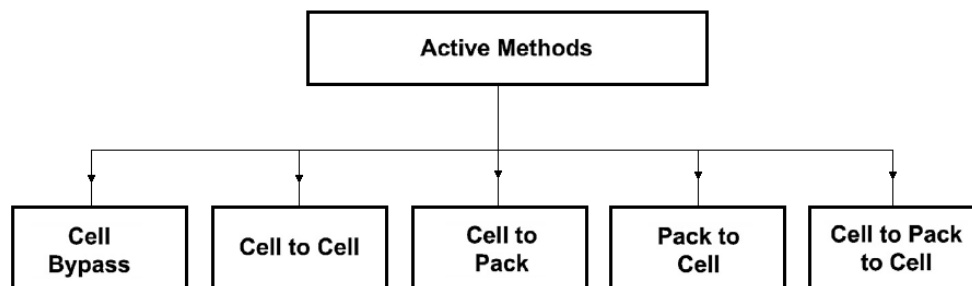 Active Methods
Cell
Bypass
Cell to Cell
Cell to
Pack
Pack to
Cell
Cell to Pack
to Cell